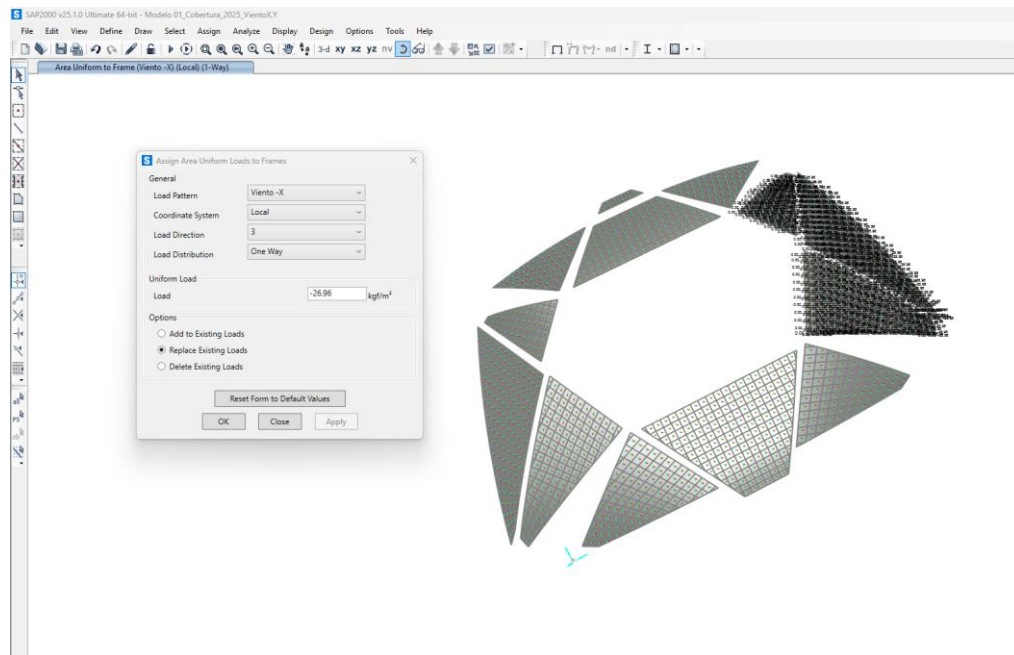 SAP2000 v25.1.0 Ultimate 64-bit - Modelo 01_Cobertura_2025_VientoX,Y
File Edit View Define Draw Select Assign Analyze Display Design Options Tools Help
3-d xy xz yz nv nd
Area Uniform to Frame (Viento -X) (Local) (1-Way)
Assign Area Uniform Loads to Frames
General
Load Pattern Viento -X
Coordinate System Local
Load Direction 3
Load Distribution One Way
Uniform Load
Load -26.96 kgf/m²
Options
Add to Existing Loads
Replace Existing Loads
Delete Existing Loads
Reset Form to Default Values
OK Close Apply
all
PS
clr